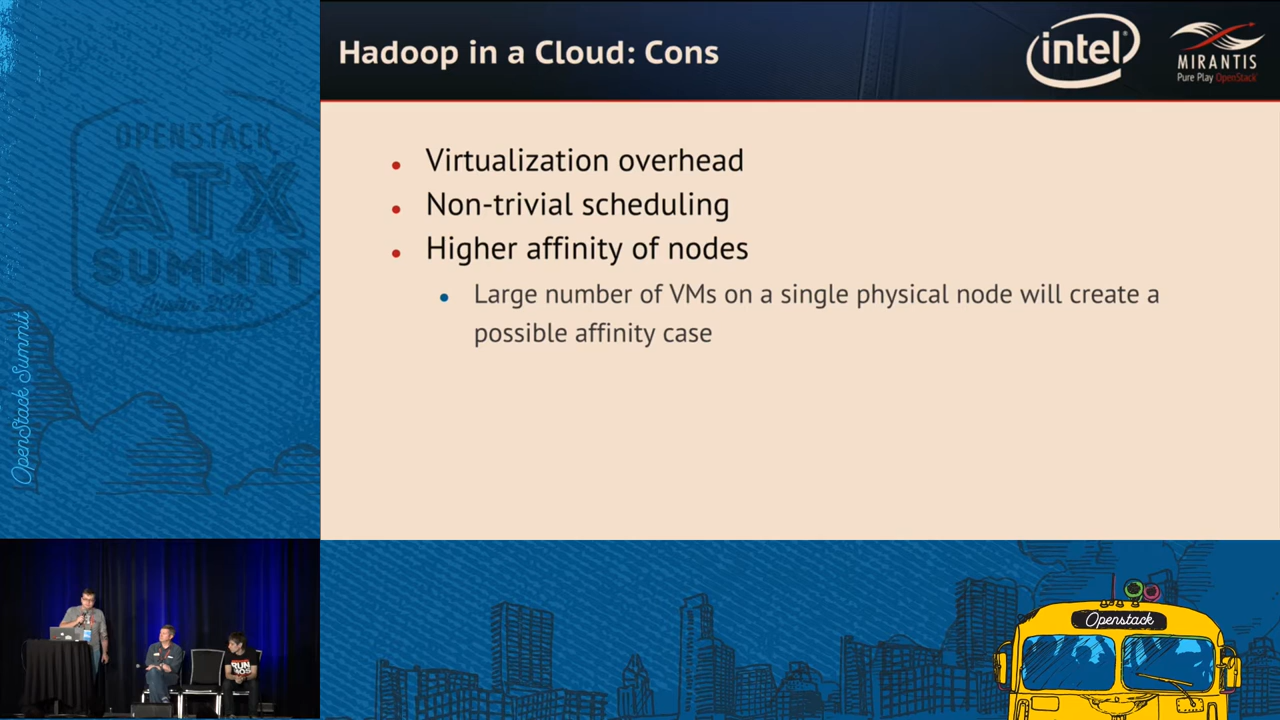 Hadoop in a Cloud: Cons
intel
MIRANTIS
Pure Play OpenStack
• Virtualization overhead
• Non-trivial scheduling
• Higher affinity of nodes
• Large number of VMs on a single physical node will create a
possible affinity case
OPENSTACK
ATX
SUMMIT
Austin 2016
OpenStack Summit
RUN
Openstack